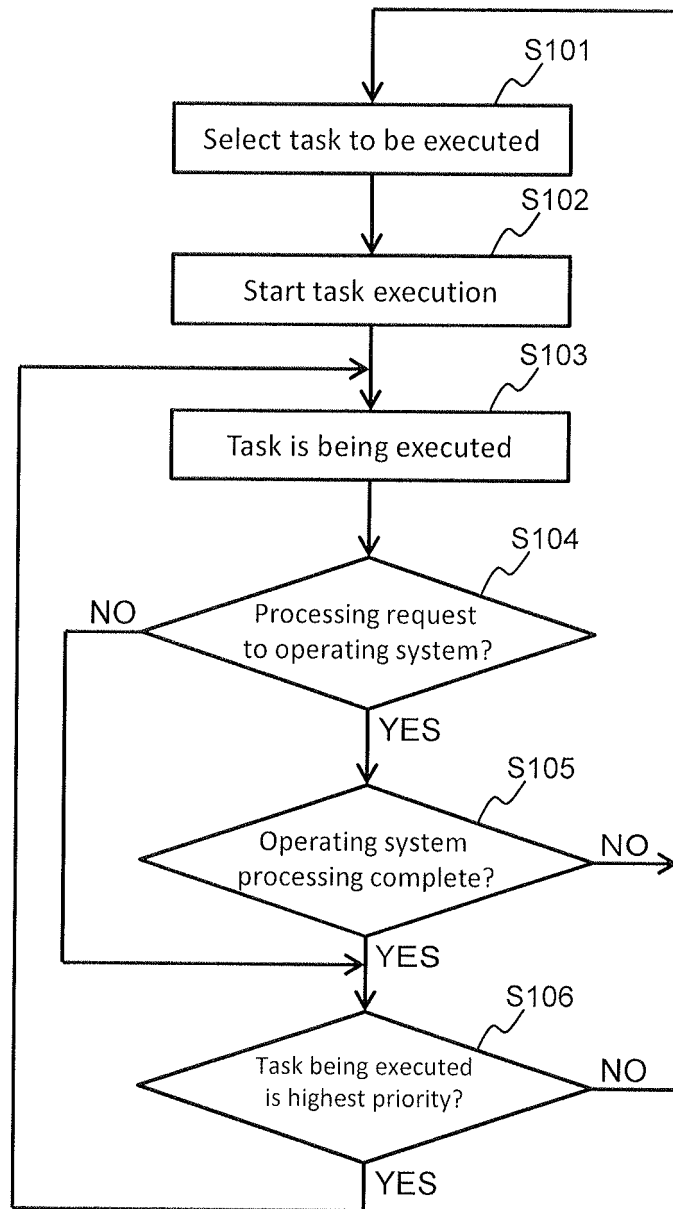 S101
Select task to be executed
S102
Start task execution
S103
Task is being executed
S104
NO
Processing request
to operating system?
YES
S105
Operating system
processing complete?
NO
YES
S106
Task being executed
is highest priority?
NO
YES